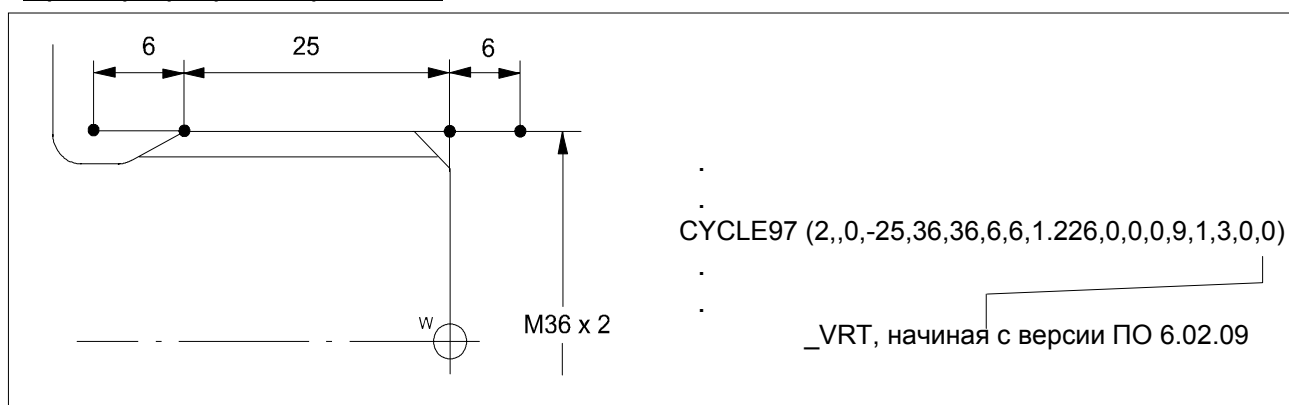 6 25 6
.
.
CYCLE97 (2,,0,-25,36,36,6,6,1.226,0,0,0,9,1,3,0,0)
.
.
W
M36 x 2
_VRT, начиная с версии ПО 6.02.09